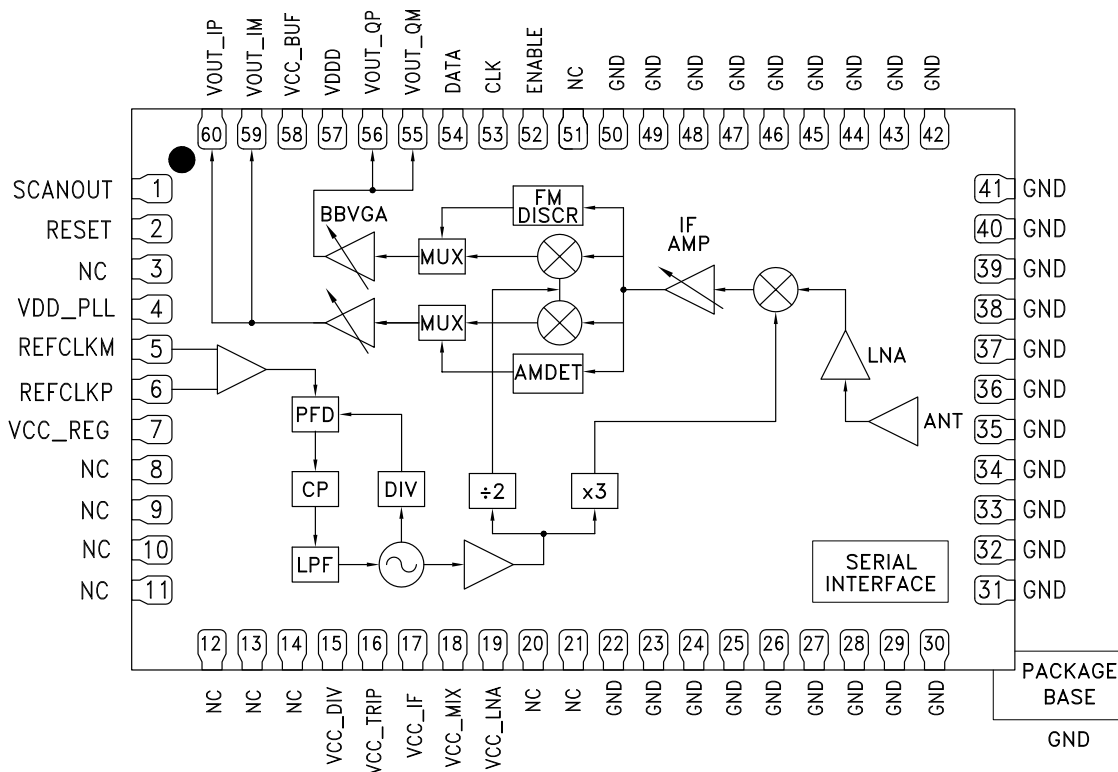 VOUT_IP
VOUT_IM
VCC_BUF
VDDD
VOUT_QP
VOUT_QM
DATA
CLK
ENABLE
NC
GND
GND
GND
GND
GND
GND
GND
GND
GND
60
59
58
57
56
55
54
53
52
51
50
49
48
47
46
45
44
43
42
SCANOUT
1
RESET
2
NC
3
VDD_PLL
4
REFCLKM
5
REFCLKP
6
VCC_REG
7
NC
8
NC
9
NC
10
NC
11
BBVGA
FM
DISCR
MUX
IF
AMP
MUX
AMDET
LNA
ANT
PFD
CP
DIV
÷2
x3
LPF
SERIAL
INTERFACE
41
GND
40
GND
39
GND
38
GND
37
GND
36
GND
35
GND
34
GND
33
GND
32
GND
31
GND
12
13
14
15
16
17
18
19
20
21
22
23
24
25
26
27
28
29
30
NC
NC
NC
VCC_DIV
VCC_TRIP
VCC_IF
VCC_MIX
VCC_LNA
NC
NC
GND
GND
GND
GND
GND
GND
GND
GND
GND
PACKAGE
BASE
GND